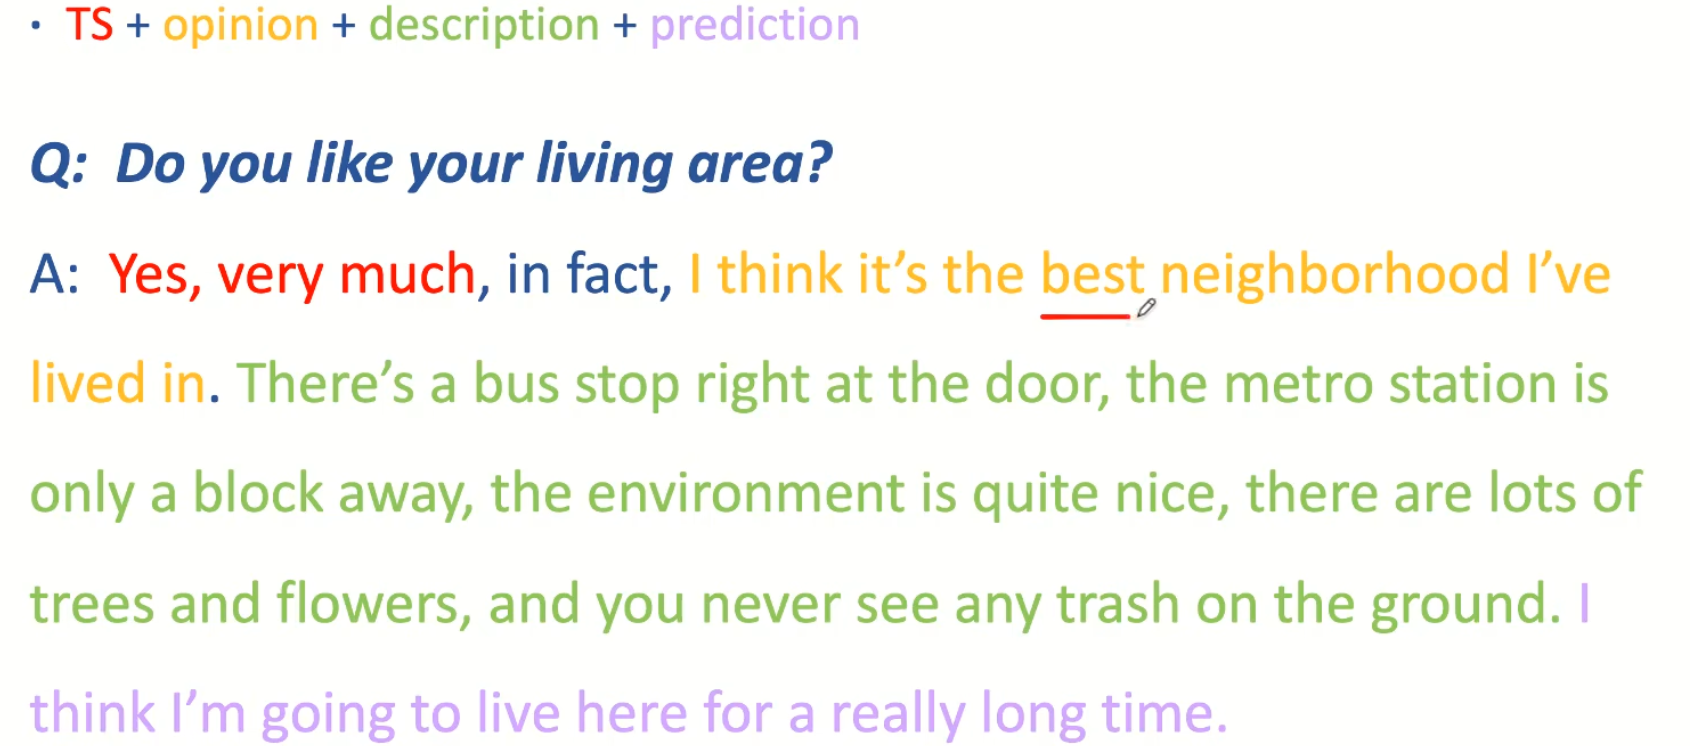 • TS + opinion + description + prediction
Q: Do you like your living area?
A: Yes, very much, in fact, I think it’s the best neighborhood I’ve
lived in. There’s a bus stop right at the door, the metro station is
only a block away, the environment is quite nice, there are lots of
trees and flowers, and you never see any trash on the ground. I
think I’m going to live here for a really long time.